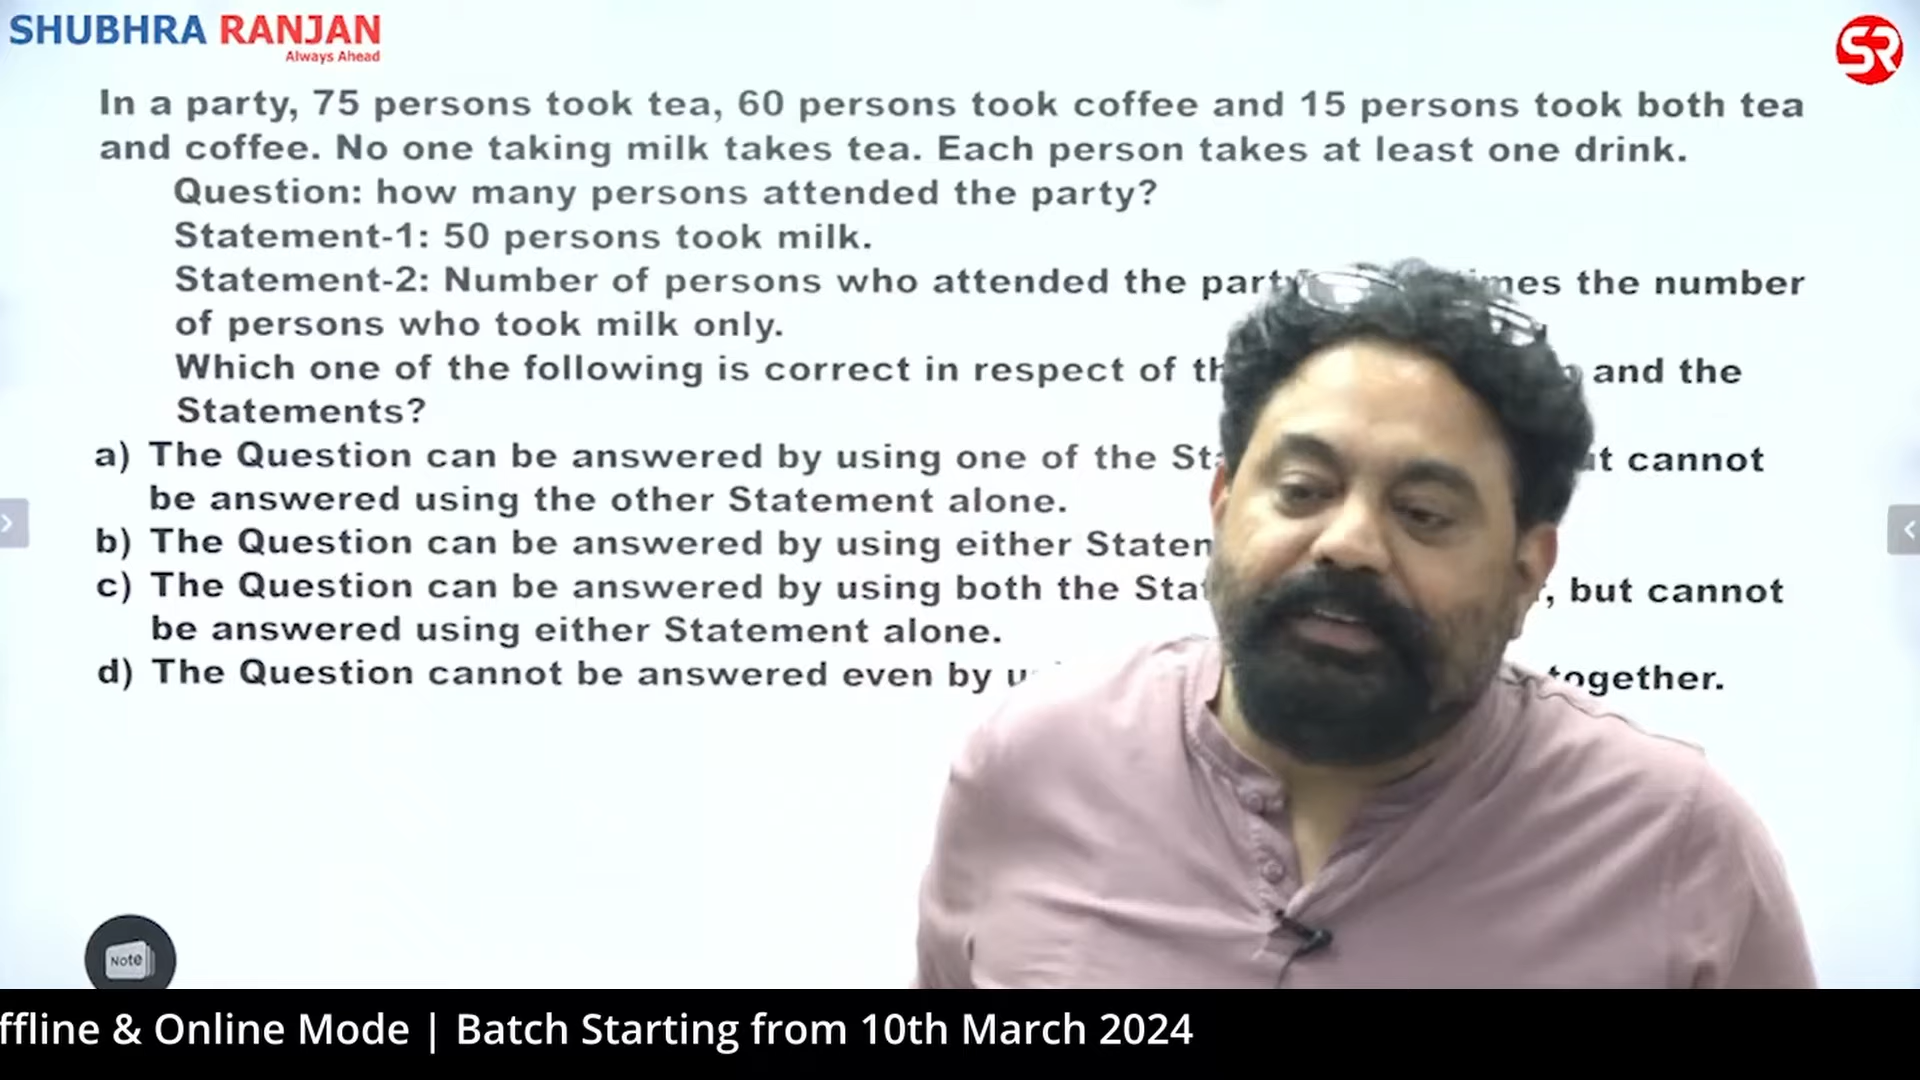 SHUBHRA RANJAN
Always Ahead
SR
In a party, 75 persons took tea, 60 persons took coffee and 15 persons took both tea
and coffee. No one taking milk takes tea. Each person takes at least one drink.
Question: how many persons attended the party?
Statement-1: 50 persons took milk.
Statement-2: Number of persons who attended the party the number
of persons who took milk only.
Which one of the following is correct in respect of and the
Statements?
a) The Question can be answered by using one of the cannot
be answered using the other Statement alone.
b) The Question can be answered by using either
c) The Question can be answered by using both the , but cannot
be answered using either Statement alone.
d) The Question cannot be answered even by together.
Note
ffline & Online Mode | Batch Starting from 10th March 2024